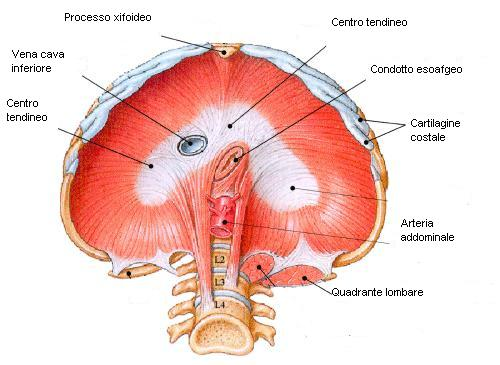 Processo xifoideo
Centro tendineo
Vena cava
inferiore
Condotto esoafgeo
Centro
tendineo
Cartilagine
costale
Arteria
addominale
L2
L3
L4
Quadrante lombare